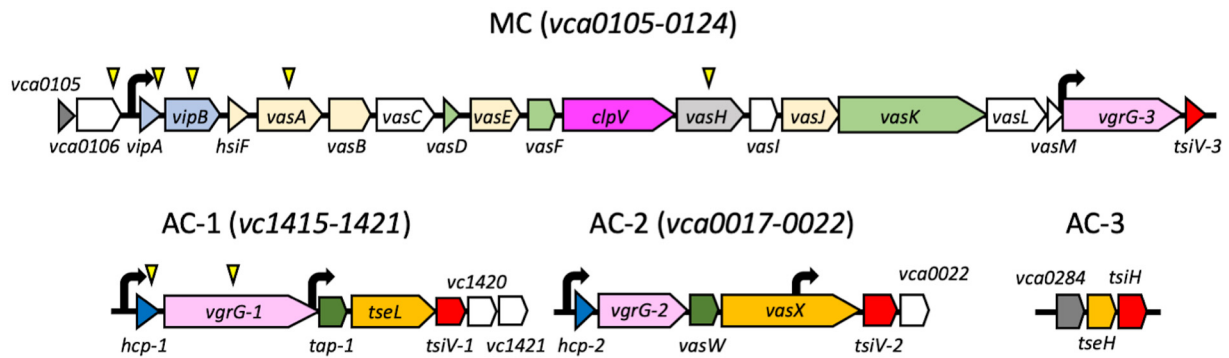 MC (vca0105-0124)
vca0105
vipB
vasA
vasC
vasE
clpV
vasH
vasJ
vasK
vasL
vgrG-3
vca0106 vipA hsiF vasB vasD vasF vasI vasM tsiV-3
AC-1 (vc1415-1421) AC-2 (vca0017-0022) AC-3
vc1420 vca0022 vca0284 tsiH
vgrG-1 tseL vgrG-2 vasX
hcp-1 tap-1 tsiV-1 vc1421 hcp-2 vasW tsiV-2 tseH